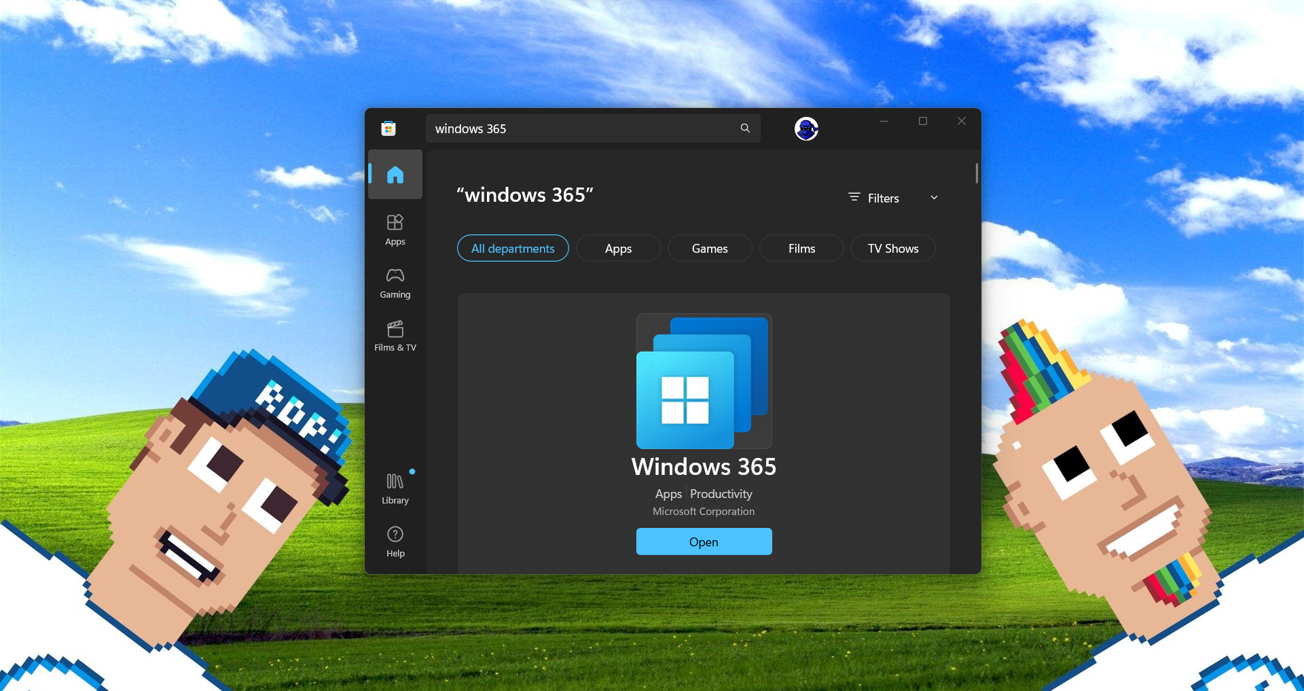 windows 365
“windows 365”
Filters
All departments
Apps
Games
Films
TV Shows
Apps
Gaming
Films & TV
Library
Help
Windows 365
Apps Productivity
Microsoft Corporation
Open